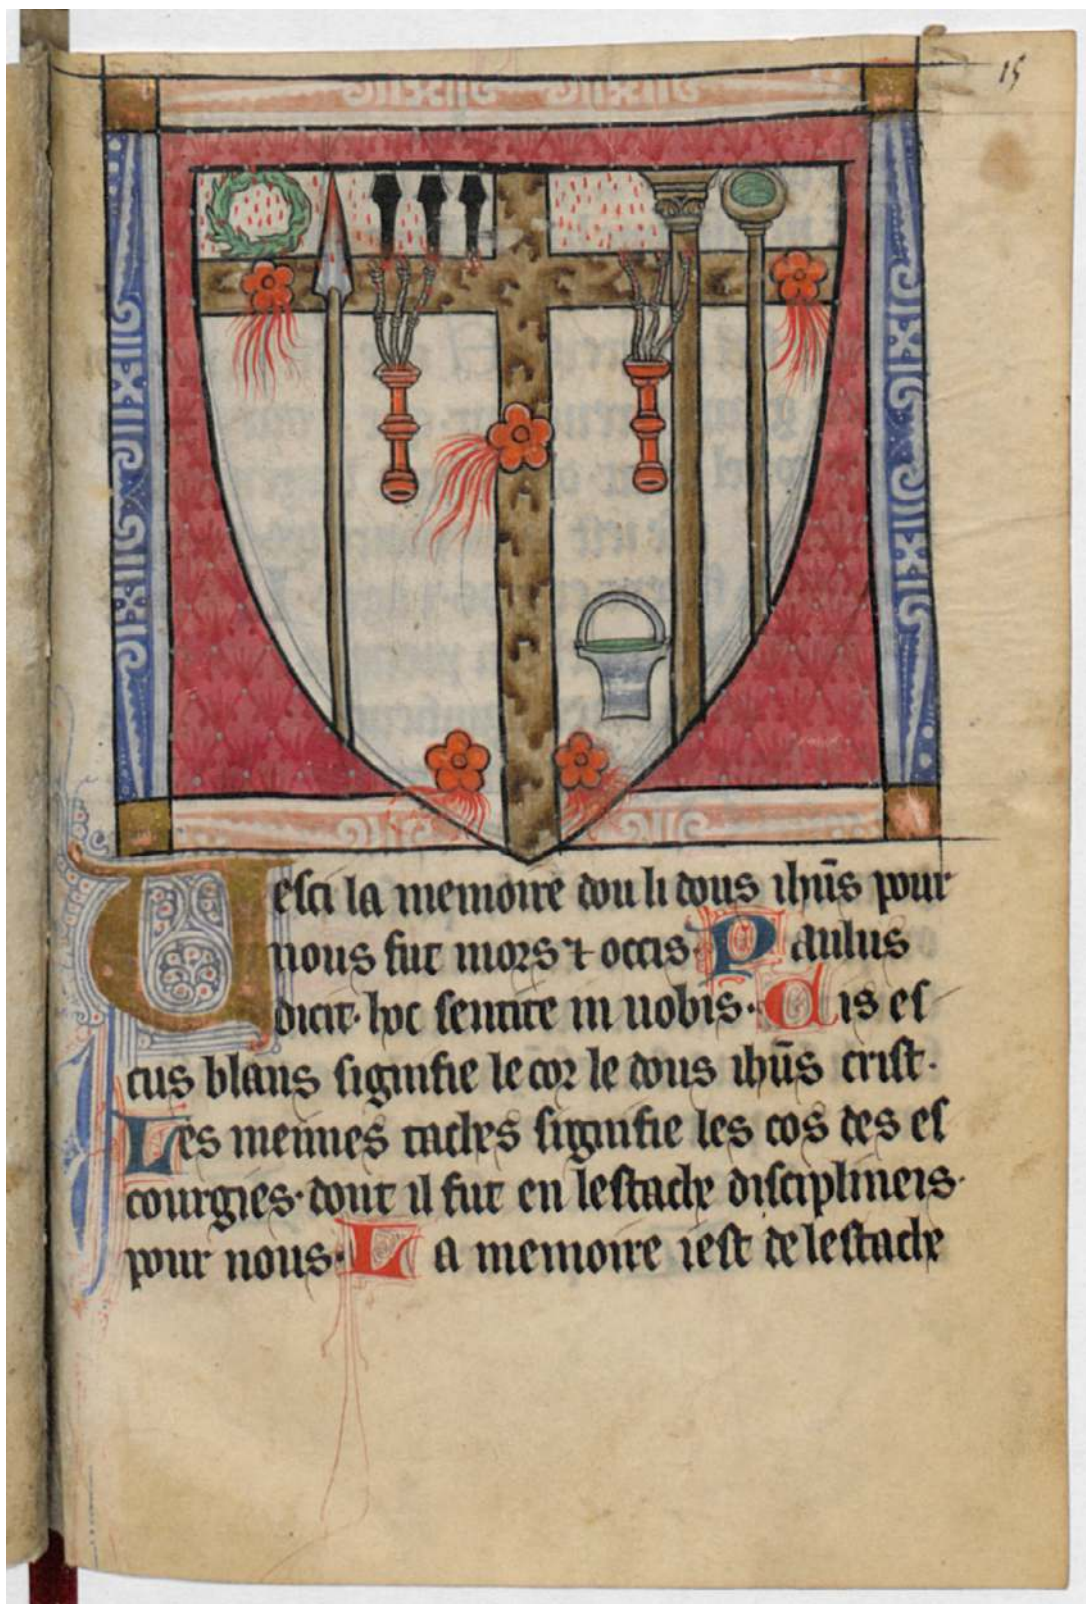 15
Vesci la memoire dou li dous ihūs pour
nous fut mors ⁊ occis. Paulus
dicit. hoc sentite in uobis. Cis es
cus blans signifie le cor le dous ihūs crist.
Les menues taches signifie les cos des es
courgies. dont il fut en lestache disciplineis.
pour nous. La memoire iest de lestache